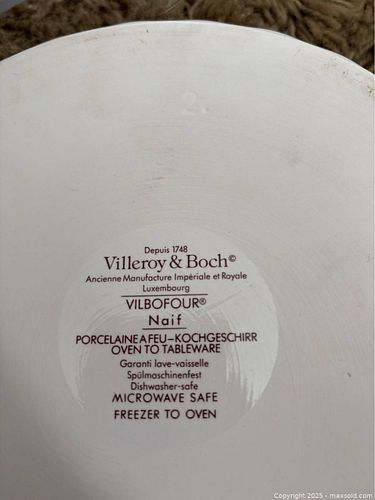 Depuis 1748
Villeroy & Boch©
Ancienne Manufacture Impériale et Royale
Luxembourg
VILBOFOUR®
Naif
PORCELAINE A FEU-KOCHGESCHIRR
OVEN TO TABLEWARE
Garanti lave-vaisselle
Spülmaschinenfest
Dishwasher-safe
MICROWAVE SAFE
FREEZER TO OVEN
Copyright 2025 - maxsold.com